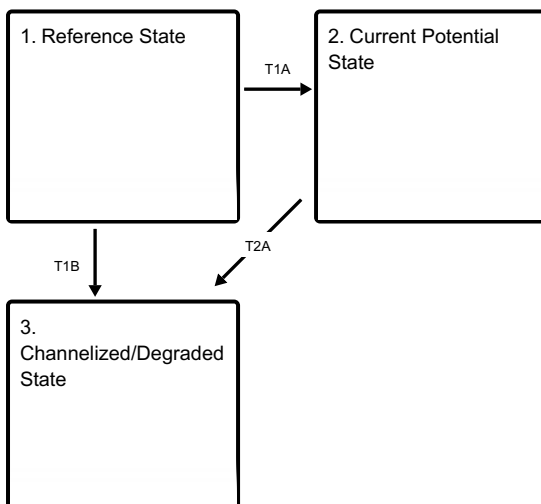 1. Reference State
2. Current Potential
State
T1A
T1B
T2A
3.
Channelized/Degraded
State